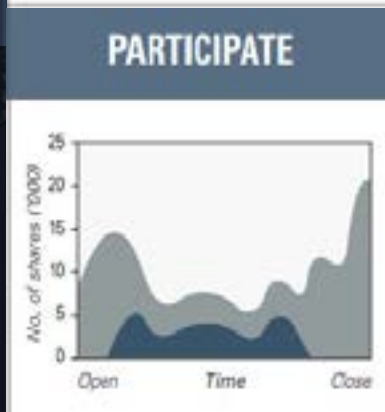 PARTICIPATE
No. of shares ('000)
25
20
15
10
5
0
Open Time Close